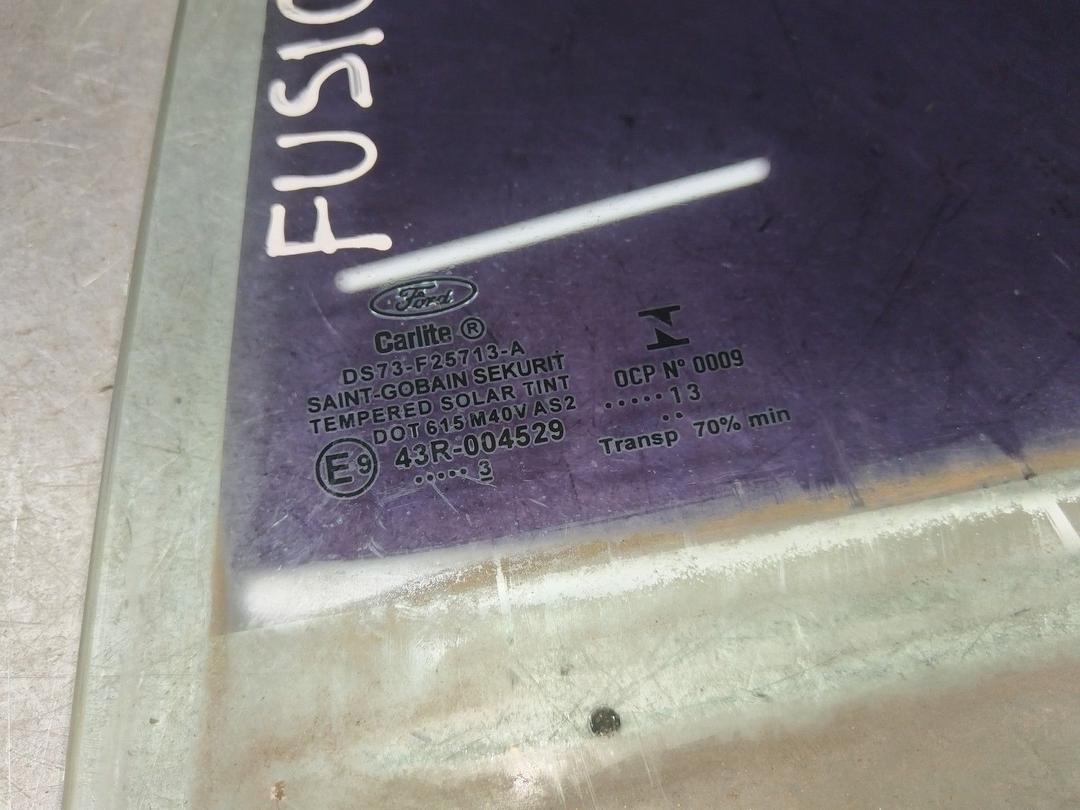 FUSIO
Ford
Carlite ®
DS73-F25713-A
SAINT-GOBAIN SEKURIT
TEMPERED SOLAR TINT
DOT 615 M40V AS2
E9 43R-004529
..... 3
OCP Nº 0009
..... 13
..
Transp 70% min